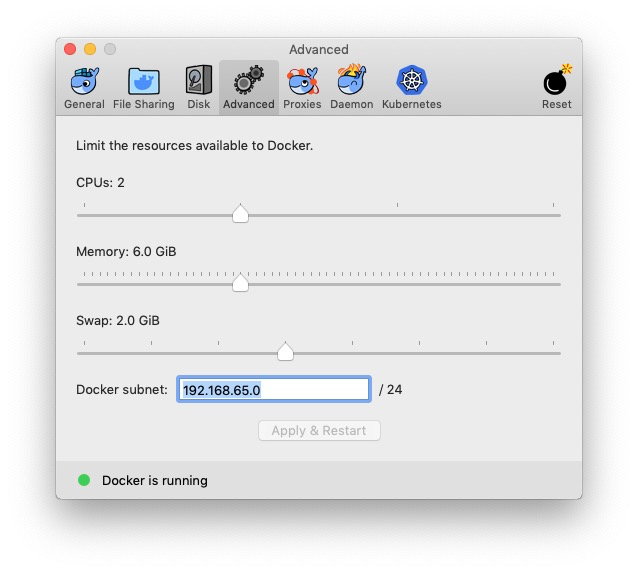 Advanced
General File Sharing Disk Advanced Proxies Daemon Kubernetes Reset
Limit the resources available to Docker.
CPUs: 2
Memory: 6.0 GiB
Swap: 2.0 GiB
Docker subnet: 192.168.65.0 / 24
Apply & Restart
Docker is running